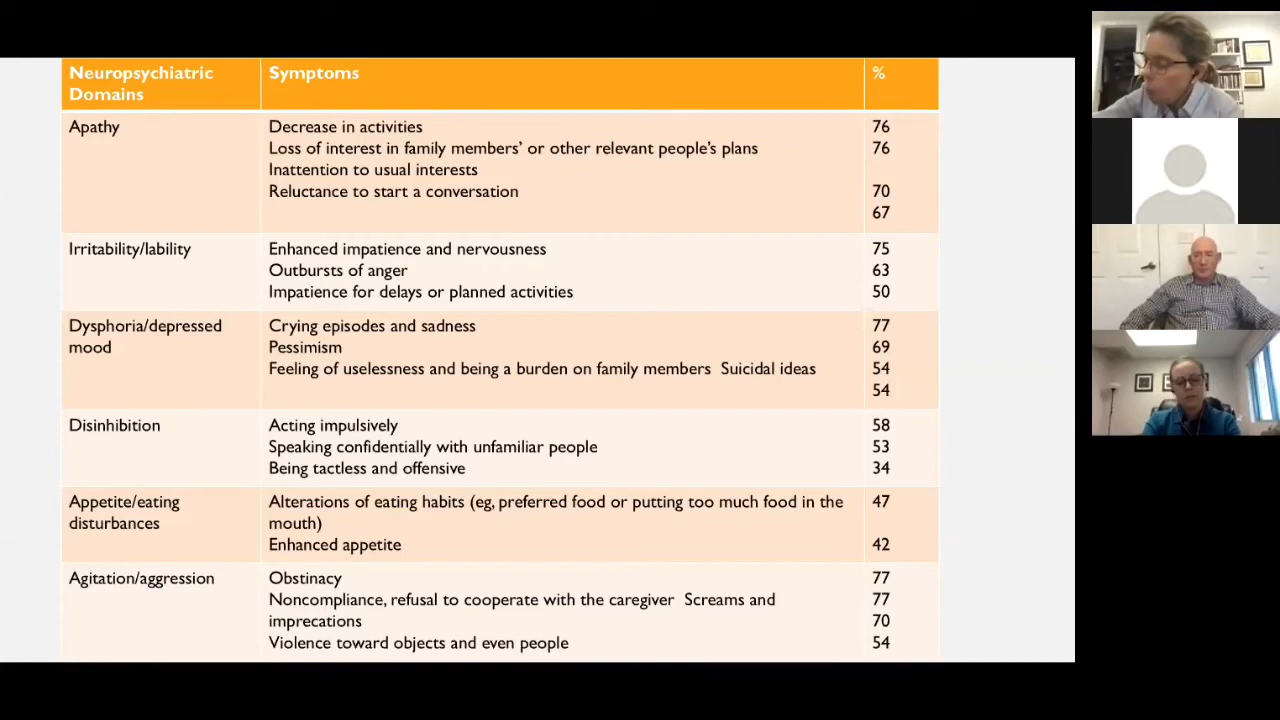 Neuropsychiatric Domains Symptoms %
Apathy Decrease in activities 76
Loss of interest in family members' or other relevant people's plans 76
Inattention to usual interests
Reluctance to start a conversation 70
67
Irritability/lability Enhanced impatience and nervousness 75
Outbursts of anger 63
Impatience for delays or planned activities 50
Dysphoria/depressed Crying episodes and sadness 77
mood Pessimism 69
Feeling of uselessness and being a burden on family members Suicidal ideas 54
54
Disinhibition Acting impulsively 58
Speaking confidentially with unfamiliar people 53
Being tactless and offensive 34
Appetite/eating Alterations of eating habits (eg, preferred food or putting too much food in the 47
disturbances mouth)
Enhanced appetite 42
Agitation/aggression Obstinacy 77
Noncompliance, refusal to cooperate with the caregiver Screams and 77
imprecations 70
Violence toward objects and even people 54